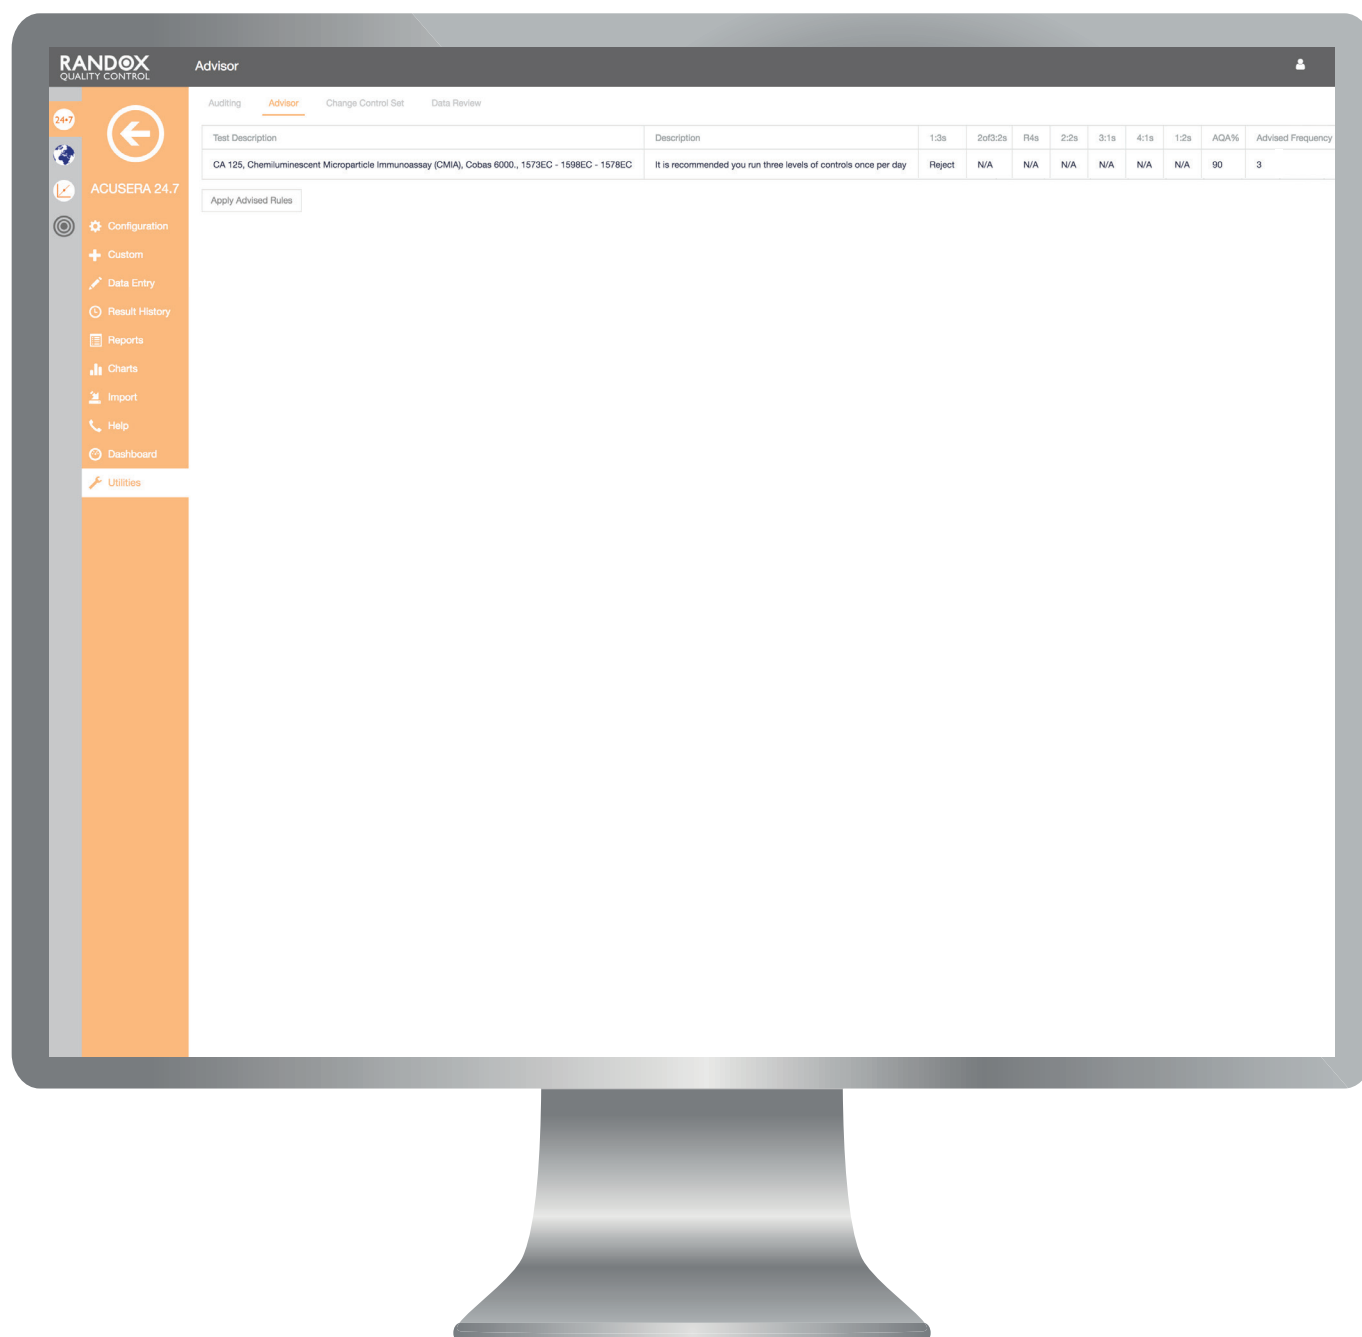 RANDOX
QUALITY CONTROL
Advisor
Auditing Advisor Change Control Set Data Review
24•7
ACUSERA 24.7
Configuration
Custom
Data Entry
Result History
Reports
Charts
Import
Help
Dashboard
Utilities
Test Description Description 1:3s 2of3:2s R4s 2:2s 3:1s 4:1s 1:2s AQA% Advised Frequency
CA 125, Chemiluminescent Microparticle Immunoassay (CMIA), Cobas 6000., 1573EC - 1598EC - 1578EC It is recommended you run three levels of controls once per day Reject N/A N/A N/A N/A N/A N/A 90 3
Apply Advised Rules